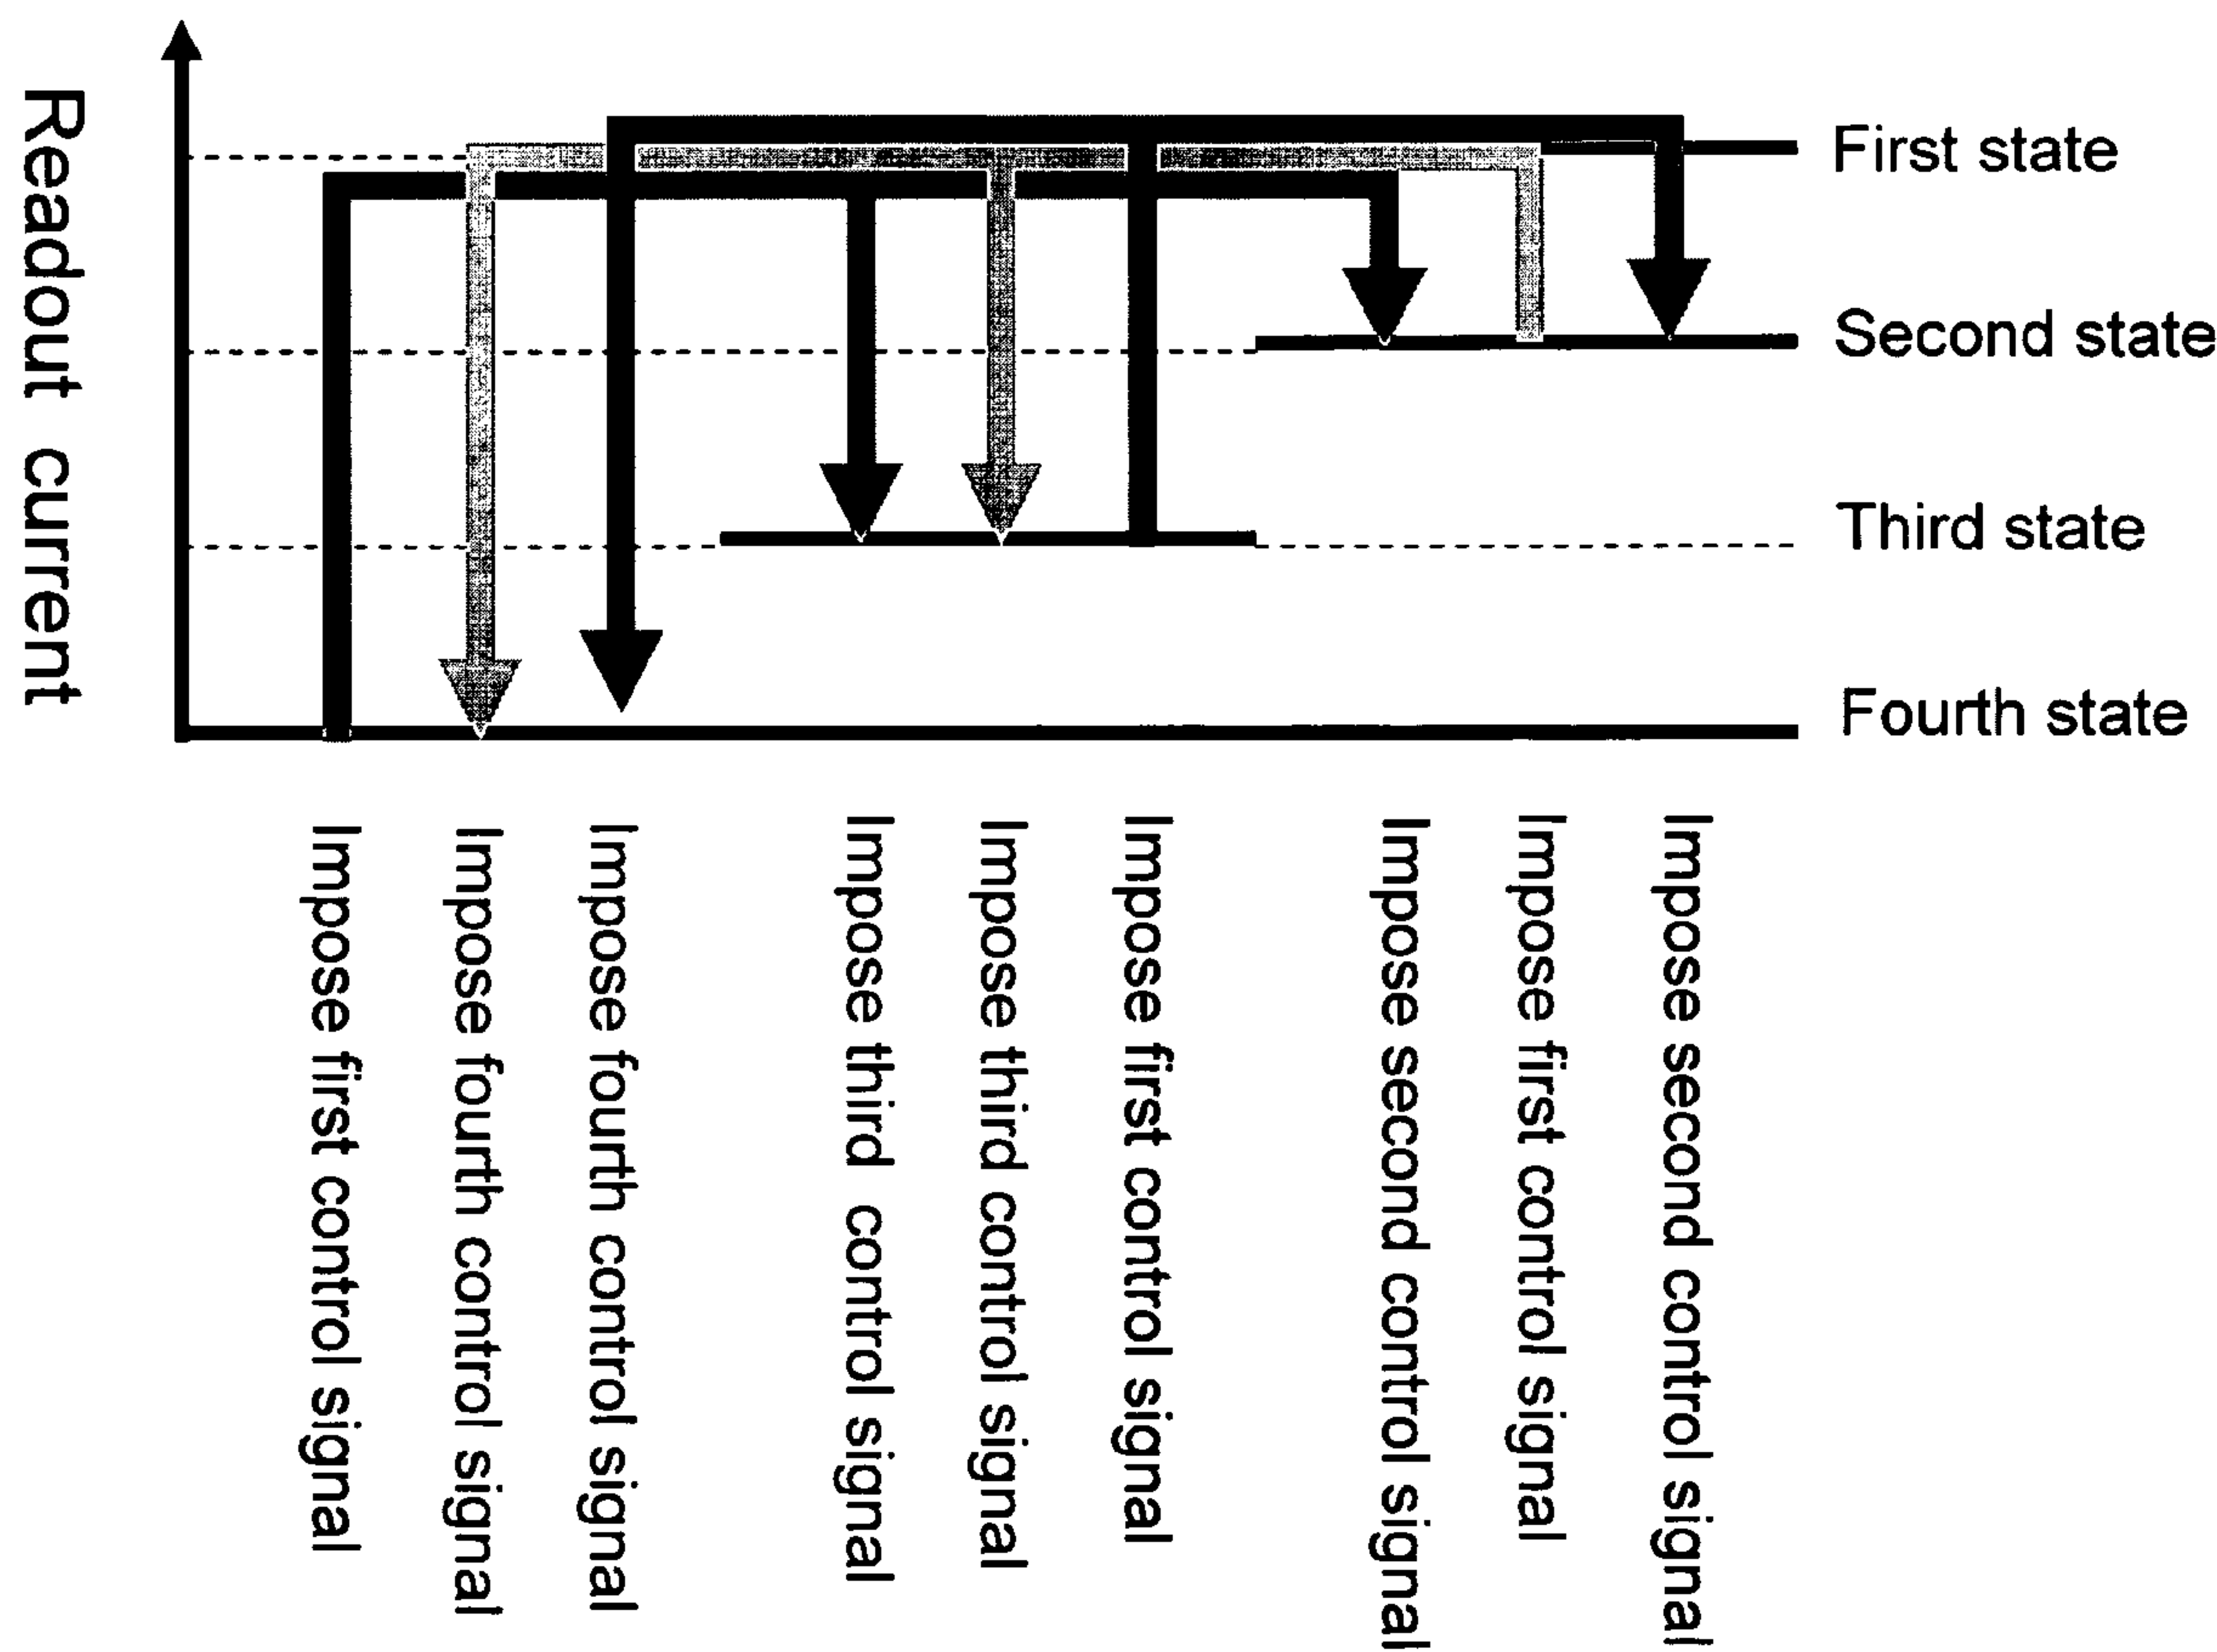 Readout current
First state
Second state
Third state
Fourth state
Impose first control signal
Impose fourth control signal
Impose fourth control signal
Impose third control signal
Impose third control signal
Impose first control signal
Impose second control signal
Impose first control signal
Impose second control signal